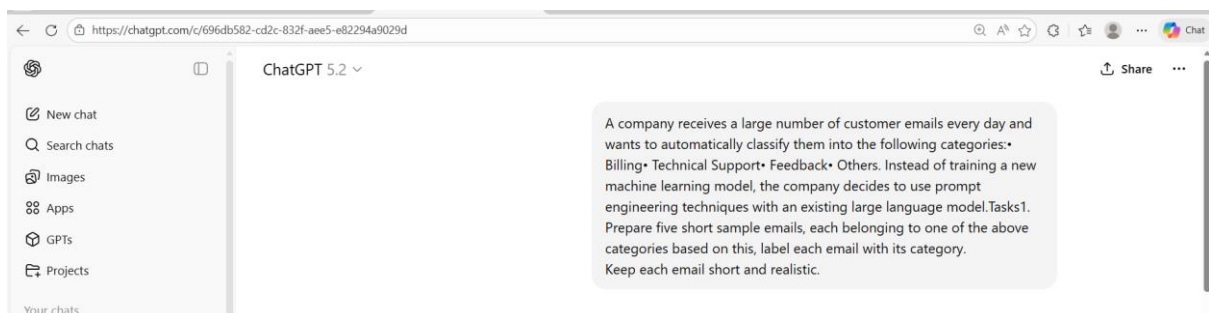 https://chatgpt.com/c/696db582-cd2c-832f-aee5-e82294a9029d
Chat
ChatGPT 5.2
Share
New chat
Search chats
Images
Apps
GPTs
Projects
Your chats
A company receives a large number of customer emails every day and
wants to automatically classify them into the following categories:•
Billing• Technical Support• Feedback• Others. Instead of training a new
machine learning model, the company decides to use prompt
engineering techniques with an existing large language model.Tasks1.
Prepare five short sample emails, each belonging to one of the above
categories based on this, label each email with its category.
Keep each email short and realistic.